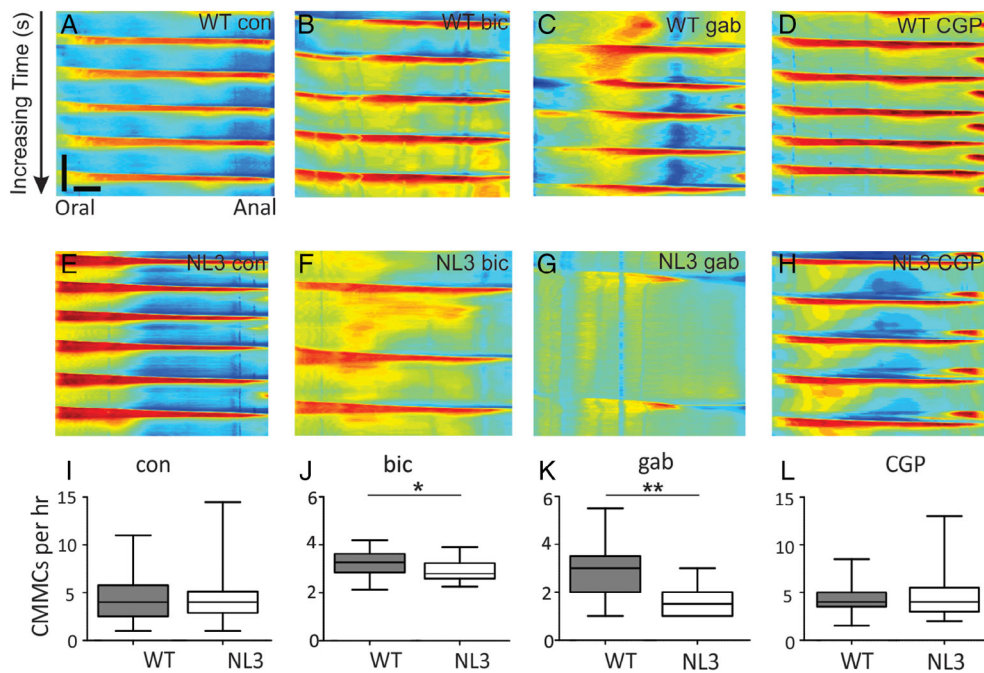 Increasing Time (s)
A WT con
B WT bic
C WT gab
D WT CGP
Oral Anal
E NL3 con
F NL3 bic
G NL3 gab
H NL3 CGP
I con
J bic
K gab
L CGP
CMMCs per hr
15
10
5
0
WT NL3
6
4
2
0
*
WT NL3
6
4
2
0
**
WT NL3
15
10
5
0
WT NL3